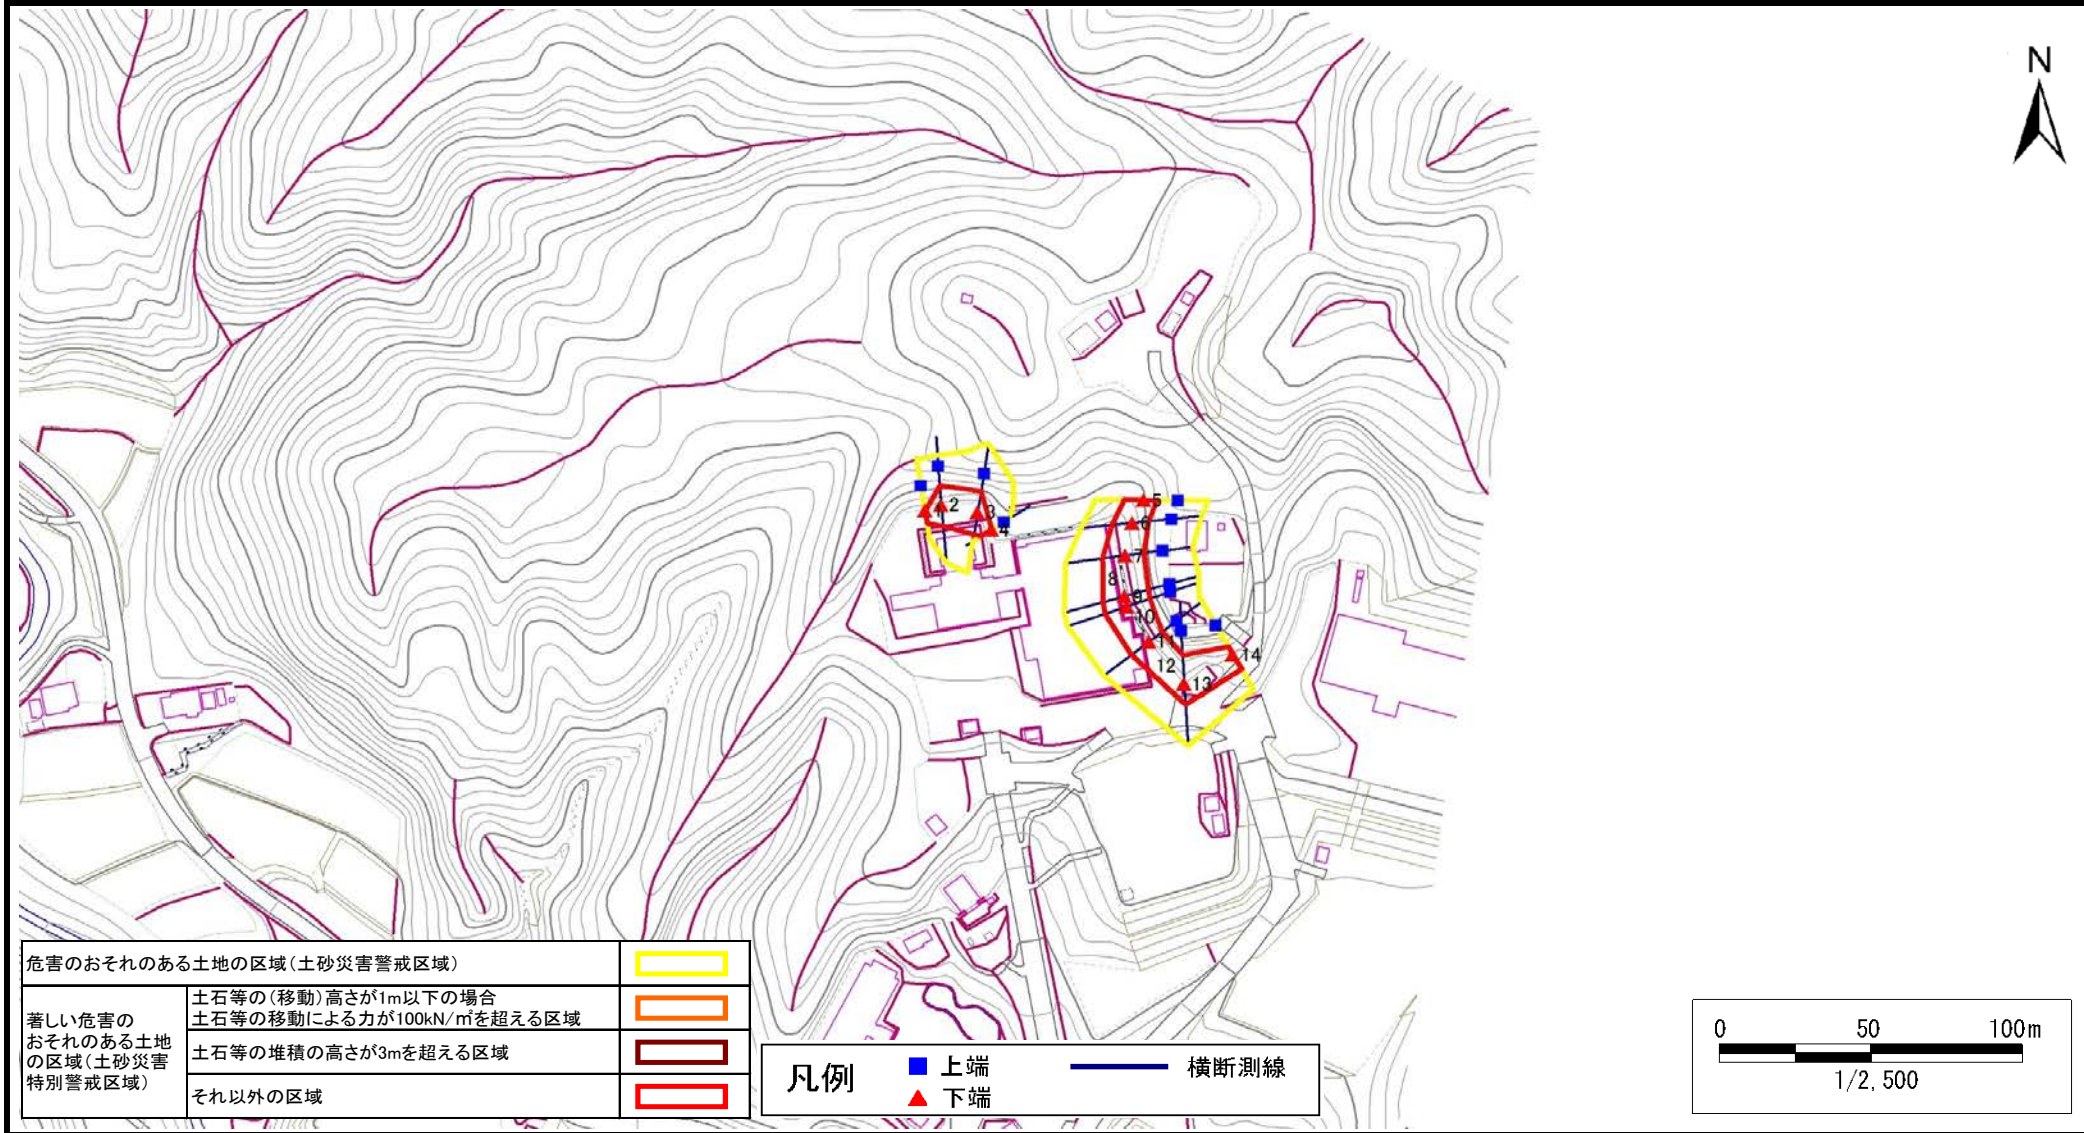 N
2
1
3
4
5
6
7
8
9
10
11
12
13
14
危害のおそれのある土地の区域(土砂災害警戒区域)
著しい危害の
おそれのある土地
の区域(土砂災害
特別警戒区域)
土石等の(移動)高さが1m以下の場合
土石等の移動による力が100kN/㎡を超える区域
土石等の堆積の高さが3mを超える区域
それ以外の区域
凡例
上端
下端
横断測線
0 50 100m
1/2,500